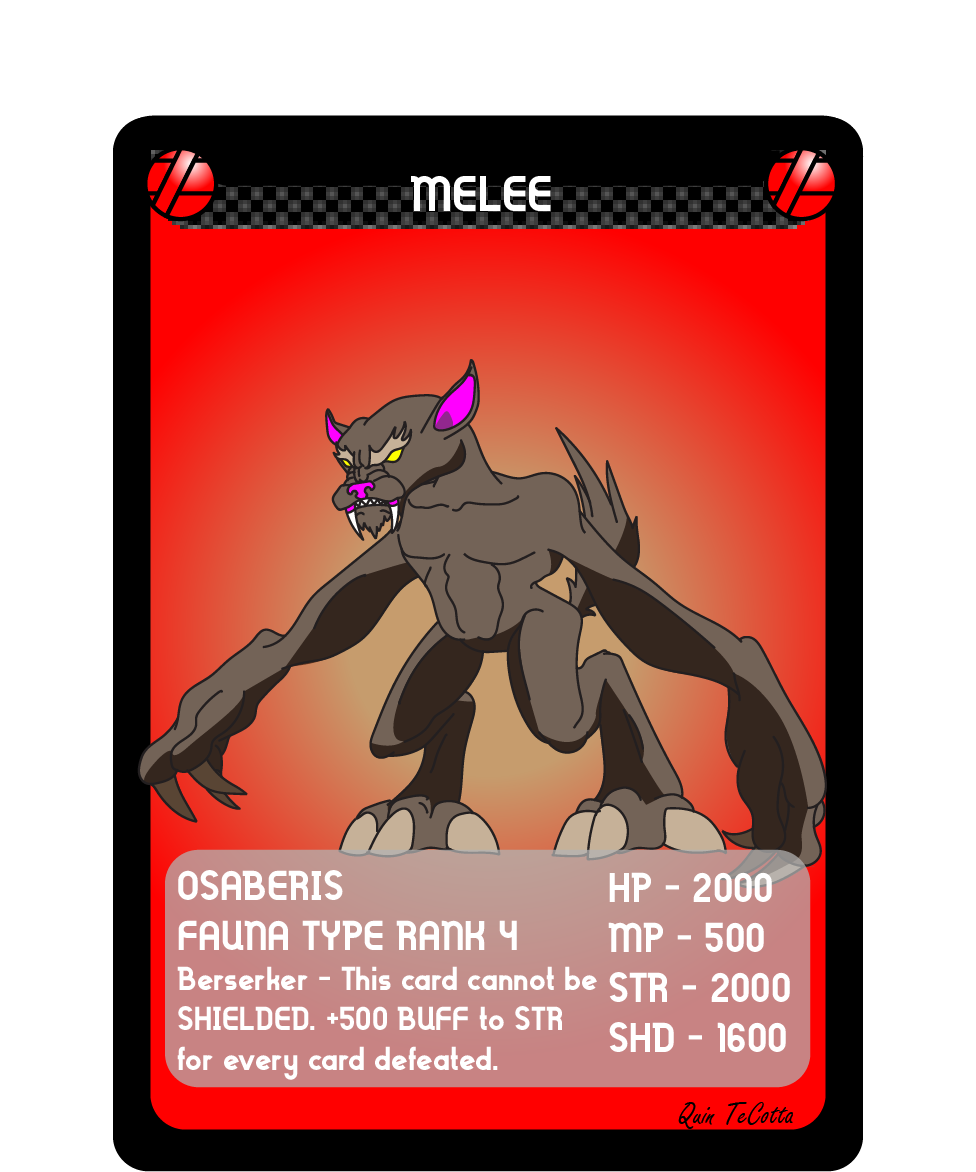 MELEE
OSABERIS
FAUNA TYPE RANK 4
Berserker - This card cannot be
SHIELDED. +500 BUFF to STR
for every card defeated.
HP - 2000
MP - 500
STR - 2000
SHD - 1600
Quin TeCotta